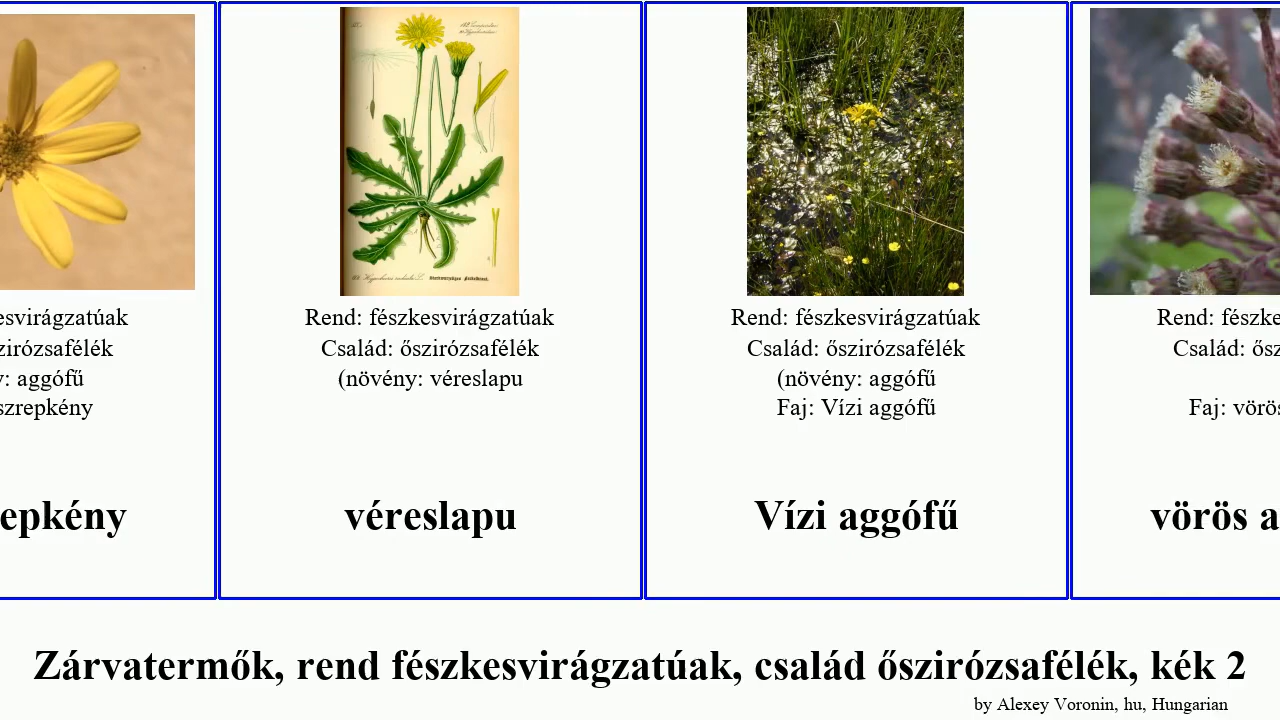 esvirágzatúak
zirózsafélék
: aggófű
szrepkény
epkény
Rend: fészkesvirágzatúak
Család: őszirózsafélék
(növény: véreslapu
véreslapu
Rend: fészkesvirágzatúak
Család: őszirózsafélék
(növény: aggófű
Faj: Vízi aggófű
Vízi aggófű
Rend: fészke
Család: ősz
Faj: vörös
vörös a
Zárvatermők, rend fészkesvirágzatúak, család őszirózsafélék, kék 2
by Alexey Voronin, hu, Hungarian